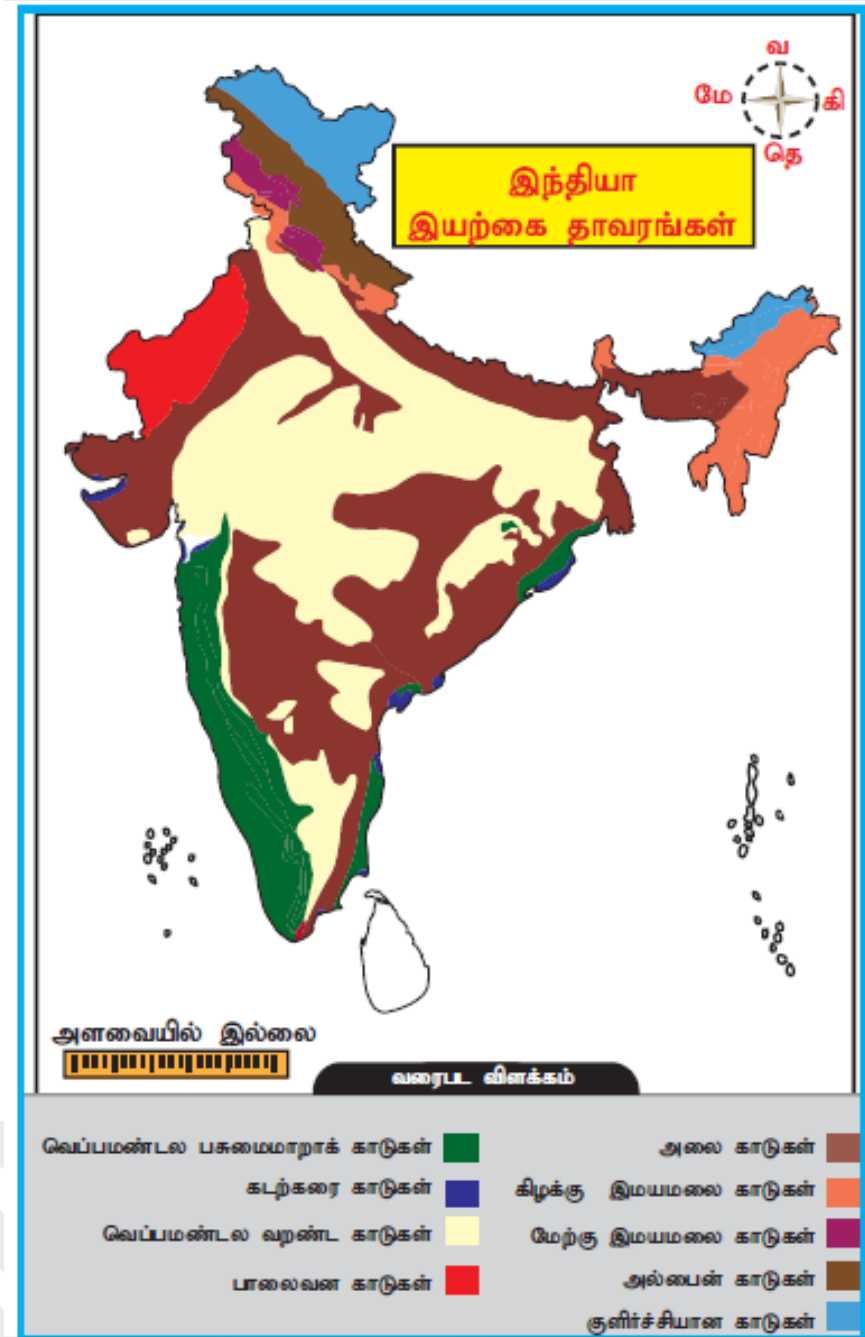 வ
மே
கி
தெ
இந்தியா
இயற்கை தாவரங்கள்
அளவையில் இல்லை
வரைபட விளக்கம்
வெப்பமண்டல பசுமைமாறாக் காடுகள்
கடற்கரை காடுகள்
வெப்பமண்டல வறண்ட காடுகள்
பாலைவன காடுகள்
அலை காடுகள்
கிழக்கு இமயமலை காடுகள்
மேற்கு இமயமலை காடுகள்
அல்பைன் காடுகள்
குளிர்ச்சியான காடுகள்